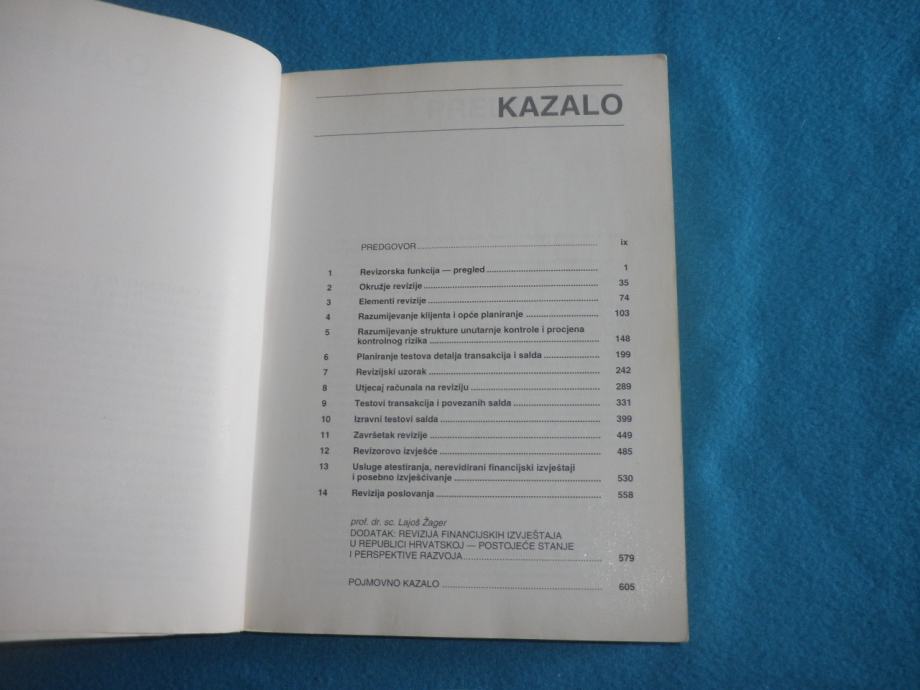 KAZALO
PREDGOVOR ix
1 Revizorska funkcija — pregled 1
2 Okružje revizije 35
3 Elementi revizije 74
4 Razumijevanje klijenta i opće planiranje 103
5 Razumijevanje strukture unutarnje kontrole i procjena
kontrolnog rizika 148
6 Planiranje testova detalja transakcija i salda 199
7 Revizijski uzorak 242
8 Utjecaj računala na reviziju 289
9 Testovi transakcija i povezanih salda 331
10 Izravni testovi salda 399
11 Završetak revizije 449
12 Revizorovo izvješće 485
13 Usluge atestiranja, nerevidirani financijski izvještaji
i posebno izvješćivanje 530
14 Revizija poslovanja 558
prof. dr. sc. Lajoš Žager
DODATAK: REVIZIJA FINANCIJSKIH IZVJEŠTAJA
U REPUBLICI HRVATSKOJ — POSTOJEĆE STANJE
I PERSPEKTIVE RAZVOJA 579
POJMOVNO KAZALO 605